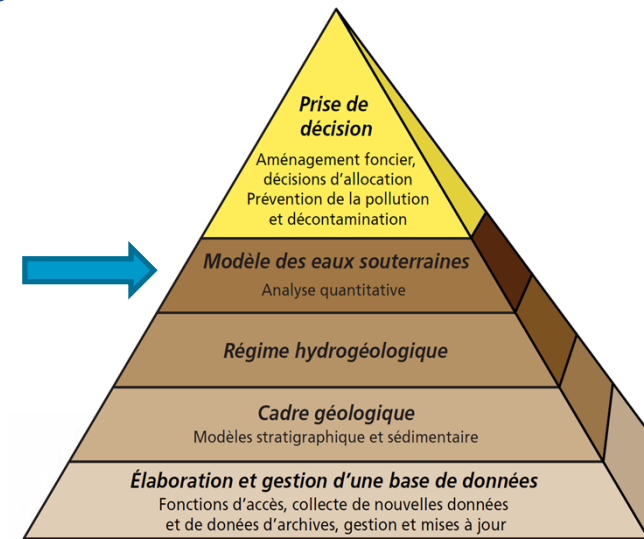 Prise de
décision
Aménagement foncier,
décisions d'allocation
Prévention de la pollution
et décontamination
Modèle des eaux souterraines
Analyse quantitative
Régime hydrogéologique
Cadre géologique
Modèles stratigraphique et sédimentaire
Élaboration et gestion d'une base de données
Fonctions d'accès, collecte de nouvelles données
et de donées d'archives, gestion et mises à jour